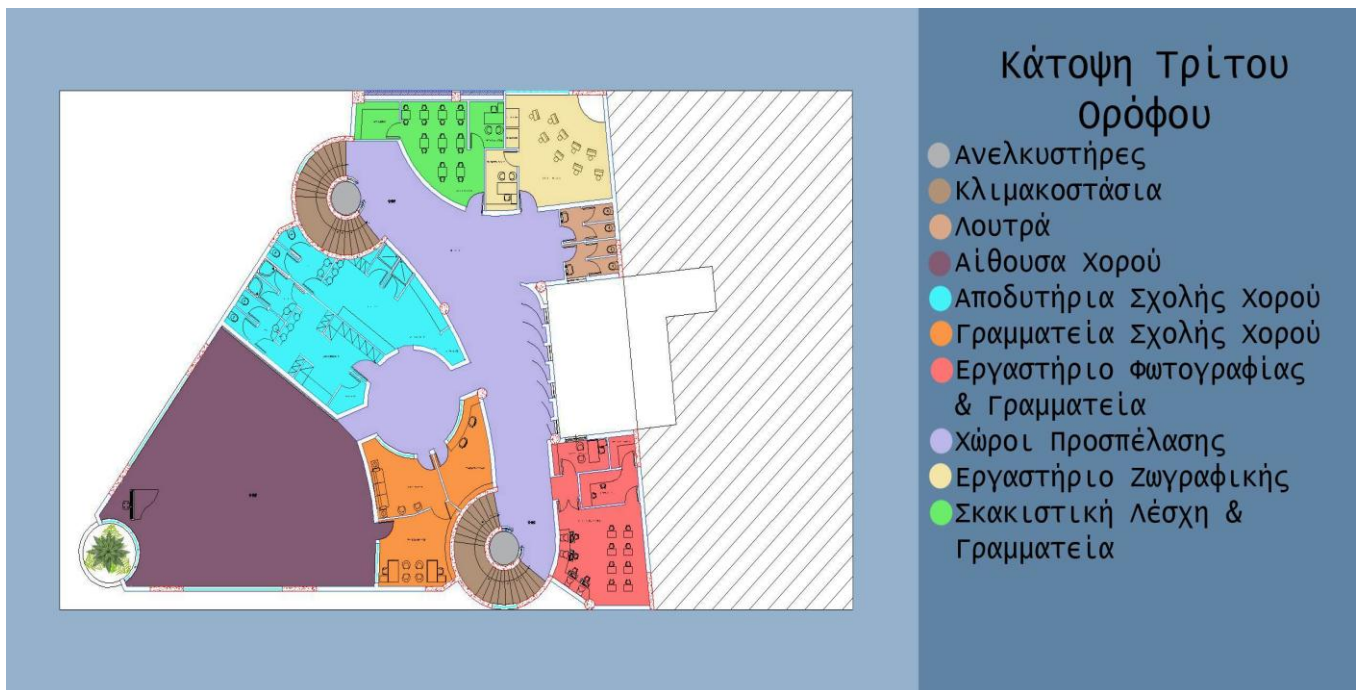 Κάτοψη Τρίτου
Ορόφου
Ανελκυστήρες
Κλιμακοστάσια
Λουτρά
Αίθουσα Χορού
Αποδυτήρια Σχολής Χορού
Γραμματεία Σχολής Χορού
Εργαστήριο Φωτογραφίας
& Γραμματεία
Χώροι Προσπέλασης
Εργαστήριο Ζωγραφικής
Σκακιστική Λέσχη &
Γραμματεία